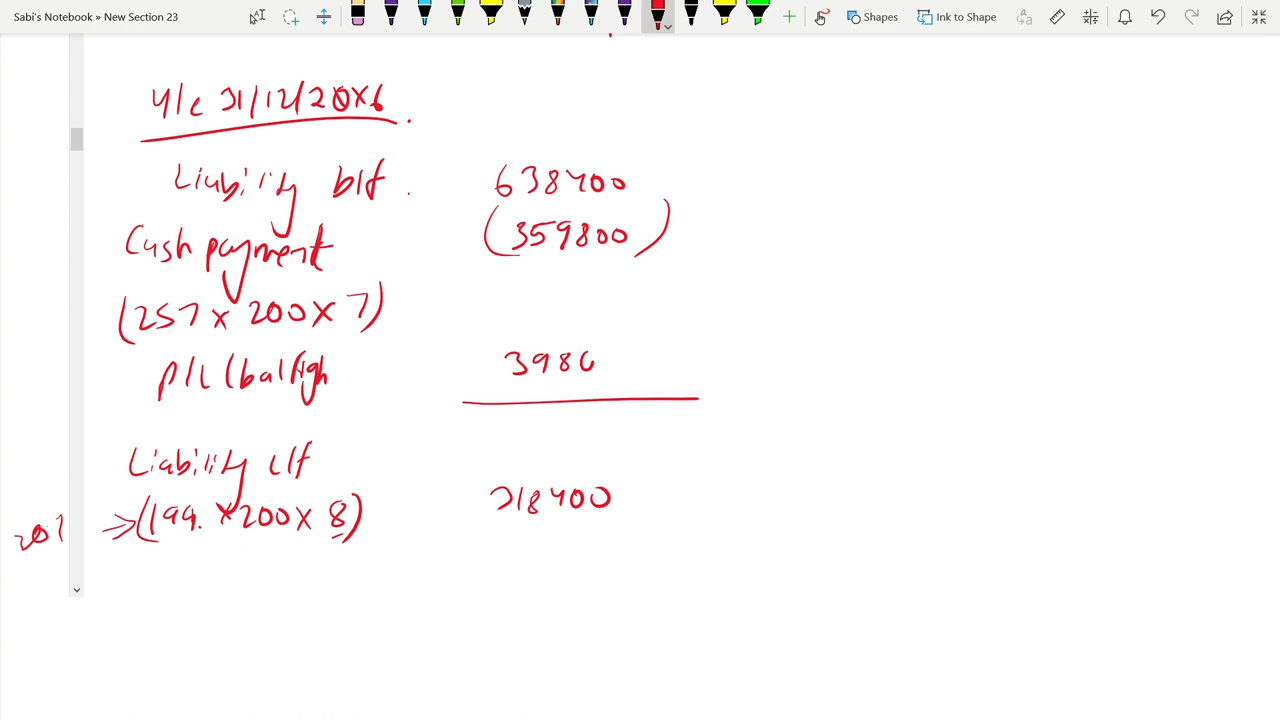 Sabi's Notebook » New Section 23
Shapes
Ink to Shape
Y/e 31/12/20X6
Liability b/f 638400
Cash payment (359800)
(257 x 200 x 7)
P/L (bal figh 3980
Liability c/f
=> (199. x 200 x 8) 318400